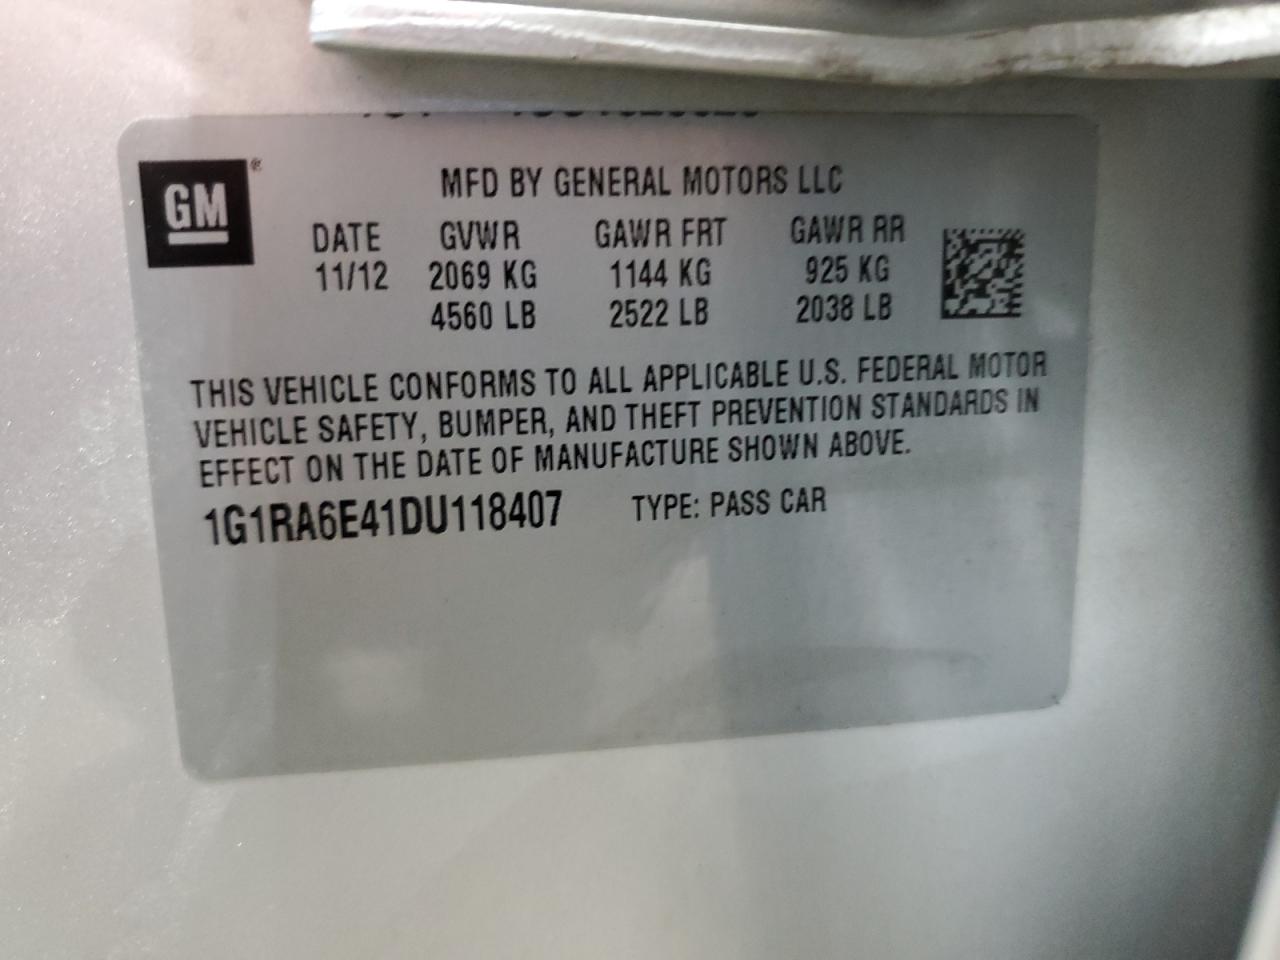 GM ®
MFD BY GENERAL MOTORS LLC
DATE GVWR GAWR FRT GAWR RR
11/12 2069 KG 1144 KG 925 KG
4560 LB 2522 LB 2038 LB
THIS VEHICLE CONFORMS TO ALL APPLICABLE U.S. FEDERAL MOTOR
VEHICLE SAFETY, BUMPER, AND THEFT PREVENTION STANDARDS IN
EFFECT ON THE DATE OF MANUFACTURE SHOWN ABOVE.
1G1RA6E41DU118407 TYPE: PASS CAR